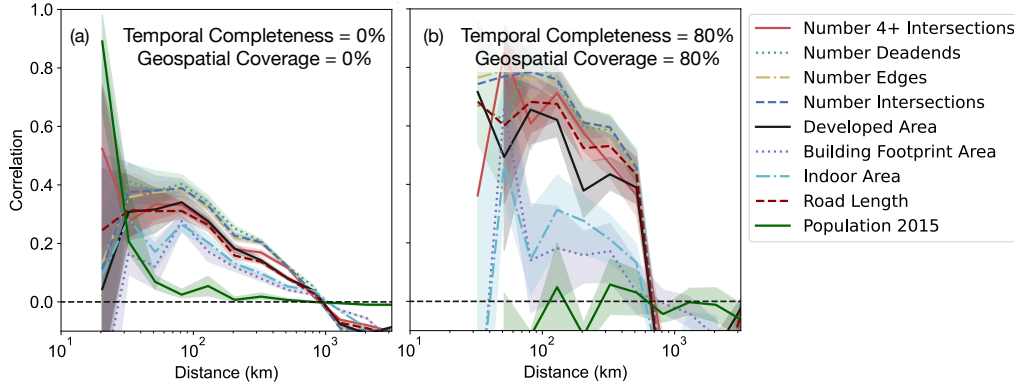 (a) Temporal Completeness = 0%
Geospatial Coverage = 0%
(b) Temporal Completeness = 80%
Geospatial Coverage = 80%
Correlation
1.0
0.8
0.6
0.4
0.2
0.0
10¹ 10² 10³
Distance (km)
10¹ 10² 10³
Distance (km)
Number 4+ Intersections
Number Deadends
Number Edges
Number Intersections
Developed Area
Building Footprint Area
Indoor Area
Road Length
Population 2015